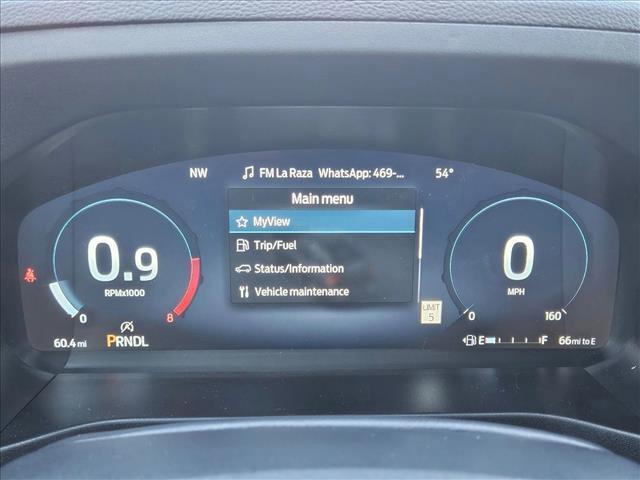 NW FM La Raza WhatsApp: 469-... 54°
Main menu
MyView
Trip/Fuel
Status/Information
Vehicle maintenance
0.9
RPMx1000
0 8
0
MPH
0 160
LIMIT
5
60.4 mi PRNDL
E F 66 mi to E